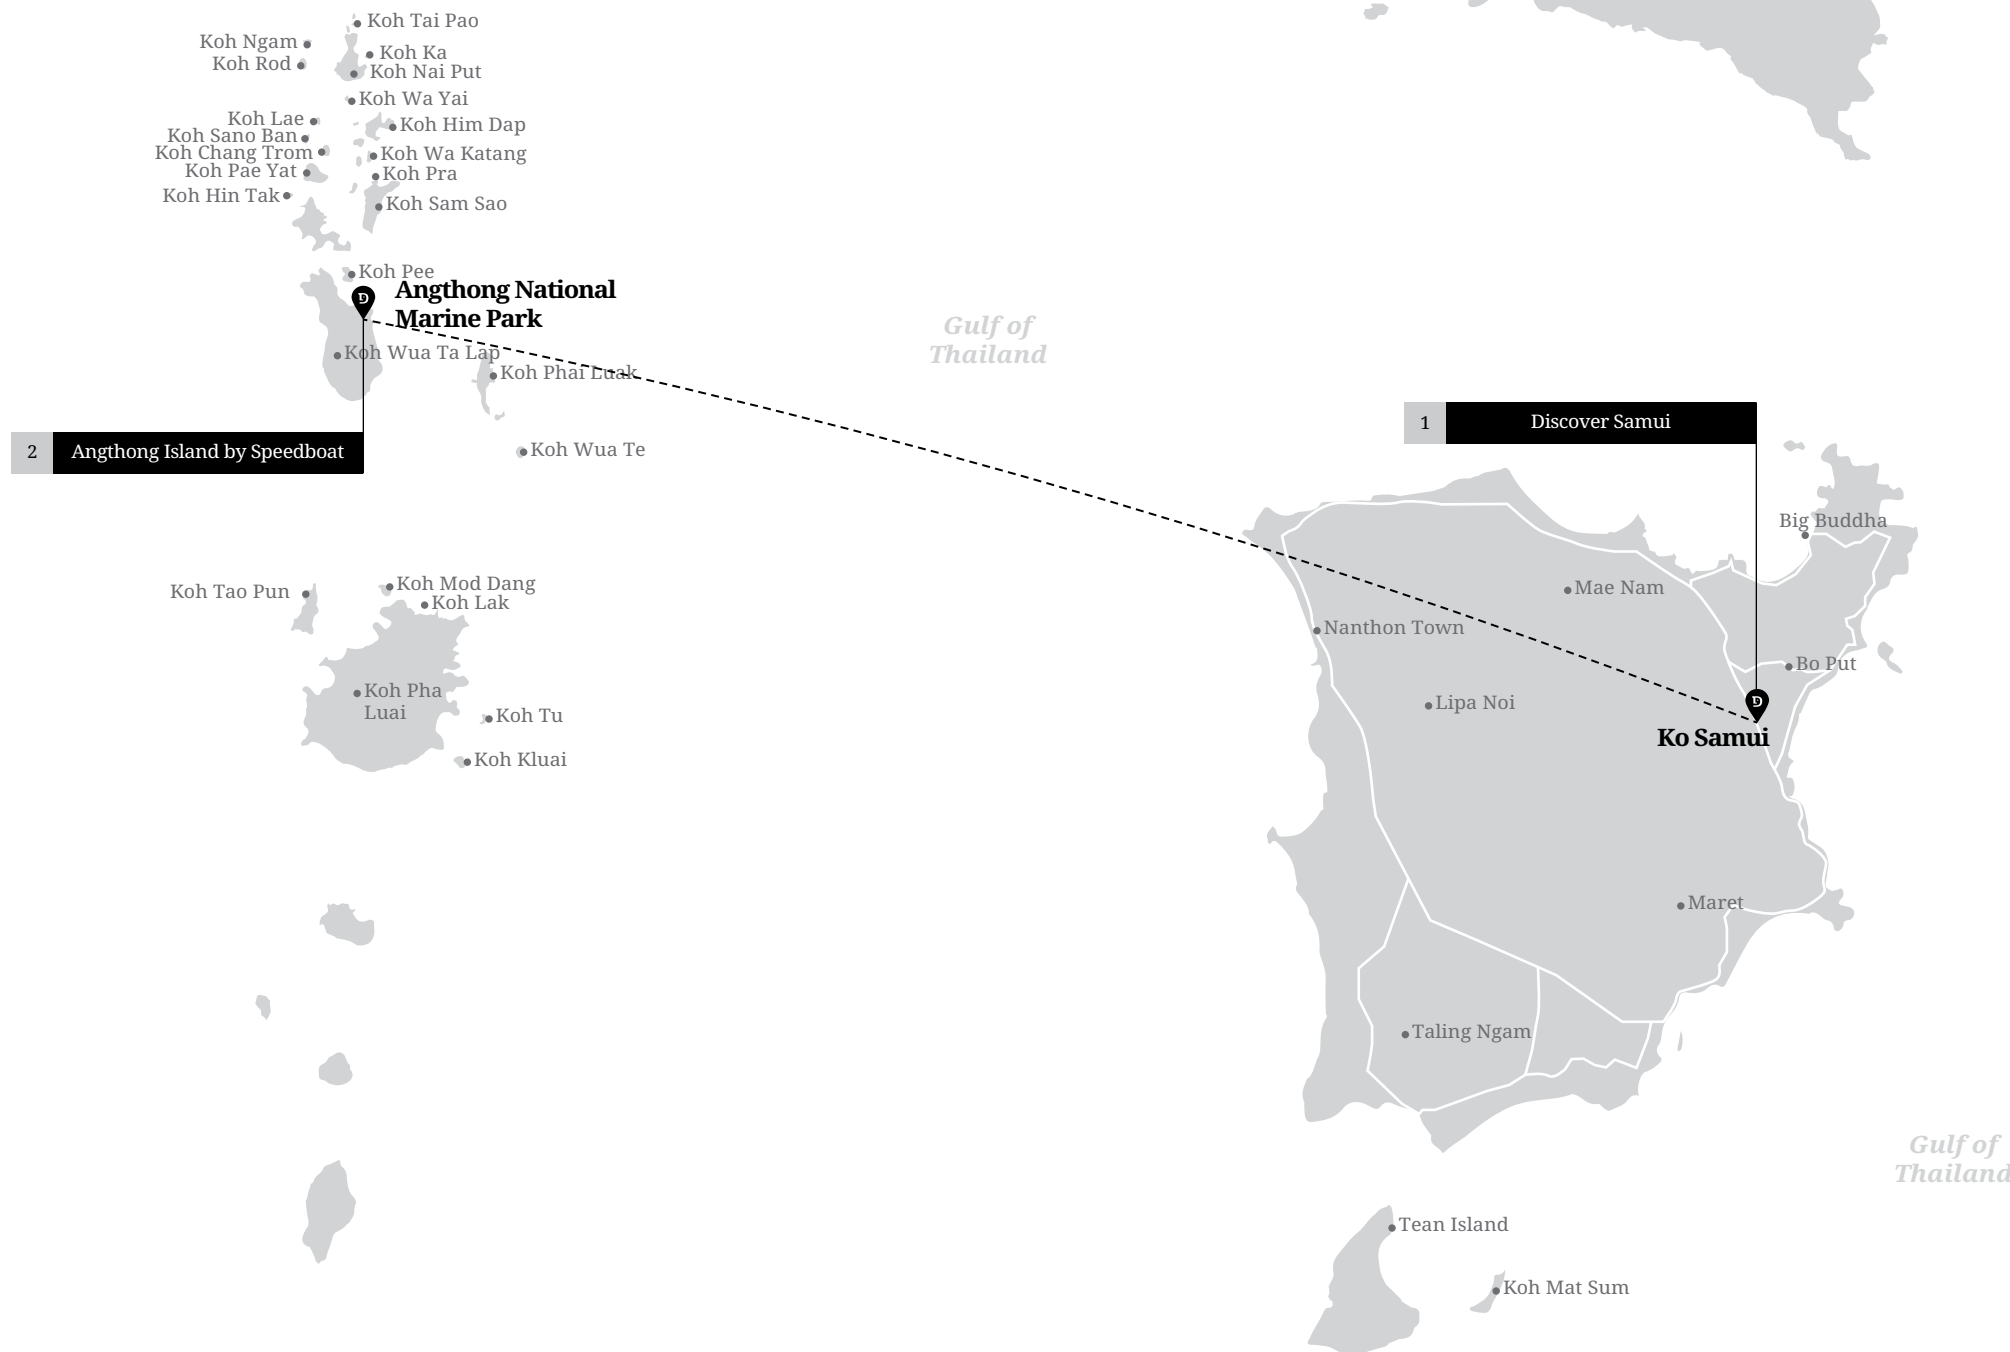 Koh Tai Pao
Koh Ngam
Koh Ka
Koh Rod
Koh Nai Put
Koh Wa Yai
Koh Lae
Koh Him Dap
Koh Sano Ban
Koh Chang Trom
Koh Wa Katang
Koh Pae Yat
Koh Pra
Koh Hin Tak
Koh Sam Sao
Koh Pee
Angthong National
Marine Park
Koh Wua Ta Lap
Koh Phai Luak
Gulf of
Thailand
1 Discover Samui
2 Angthong Island by Speedboat
Koh Wua Te
Big Buddha
Koh Tao Pun
Koh Mod Dang
Koh Lak
Mae Nam
Nanthon Town
Bo Put
Koh Pha
Luai
Lipa Noi
Koh Tu
Ko Samui
Koh Kluai
Maret
Taling Ngam
Gulf of
Thailand
Tean Island
Koh Mat Sum